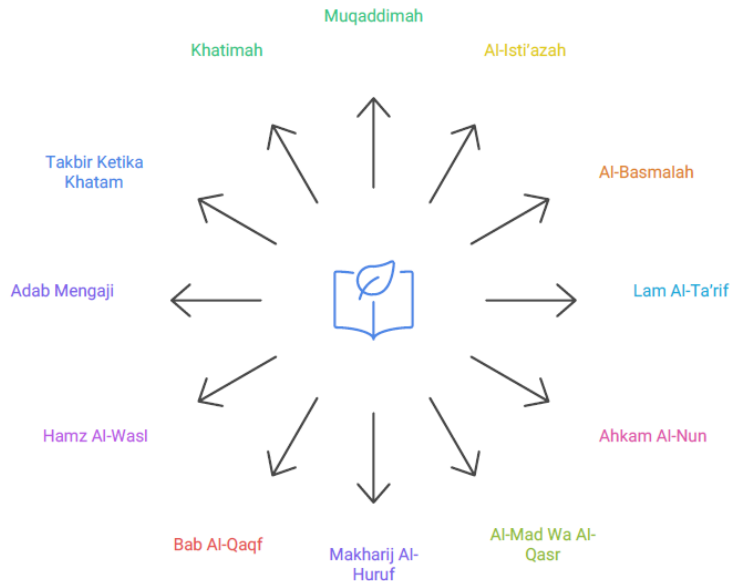 Muqaddimah
Al-Isti'azah
Al-Basmalah
Lam Al-Ta'rif
Ahkam Al-Nun
Al-Mad Wa Al-
Qasr
Makharij Al-
Huruf
Bab Al-Qaqf
Hamz Al-Wasl
Adab Mengaji
Takbir Ketika
Khatam
Khatimah